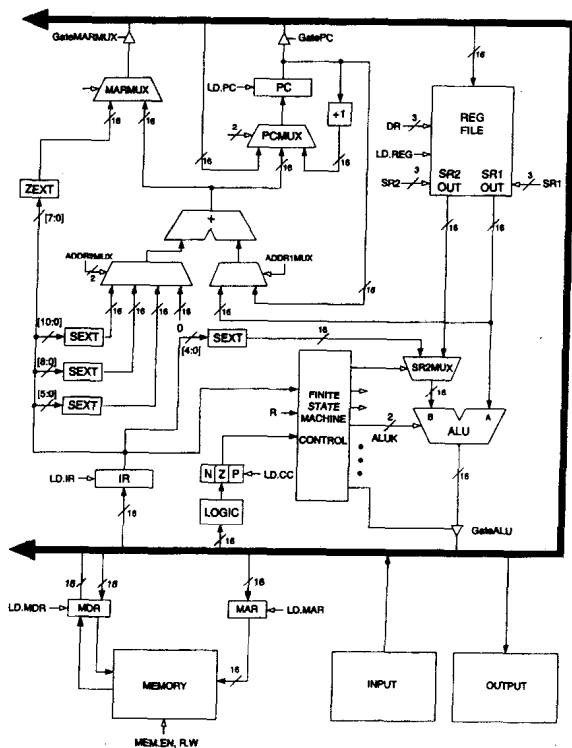 GateMARMUX
GatePC
16
MARMUX
LD.PC
PC
+1
REG
FILE
DR
3
LD.REG
16
16
2
PCMUX
SR2
3
SR2
OUT
SR1
OUT
3
SR1
16
16
16
ZEXT
[7:0]
+
16
16
ADDR2MUX
2
ADDR1MUX
[10:0]
16
16
16
16
16
16
0
[4:0]
SEXT
SEXT
16
[8:0]
SEXT
SR2MUX
[5:0]
SEXT
FINITE
STATE
MACHINE
CONTROL
R
16
2
ALUK
B
A
ALU
LD.IR
IR
N Z P
LD.CC
16
16
LOGIC
GateALU
16
16
16
16
LD.MDR
MDR
MAR
LD.MAR
16
MEMORY
INPUT
OUTPUT
MEM.EN, R.W